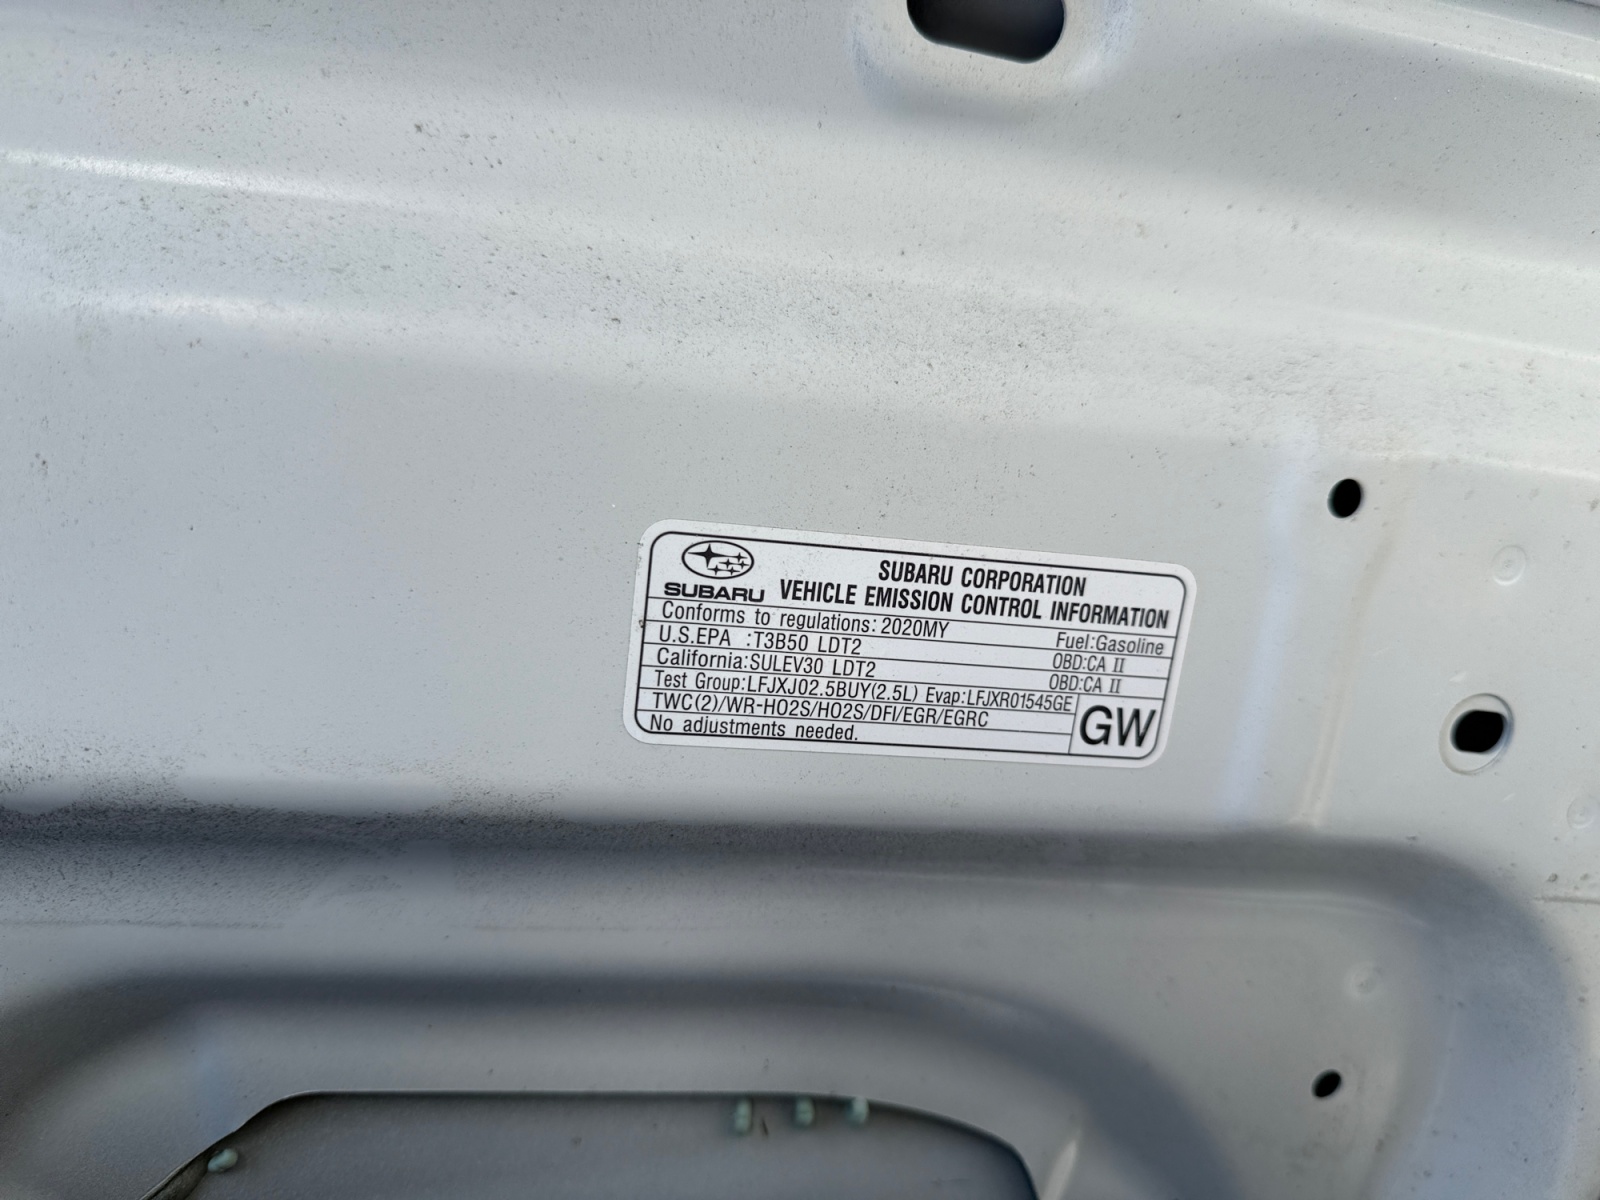 SUBARU
SUBARU CORPORATION
VEHICLE EMISSION CONTROL INFORMATION
Conforms to regulations: 2020MY Fuel:Gasoline
U.S.EPA :T3B50 LDT2 OBD:CA II
California:SULEV30 LDT2 OBD:CA II
Test Group:LFJXJ02.5BUY(2.5L) Evap:LFJXR01545GE
TWC(2)/WR-HO2S/HO2S/DFI/EGR/EGRC
No adjustments needed.
GW